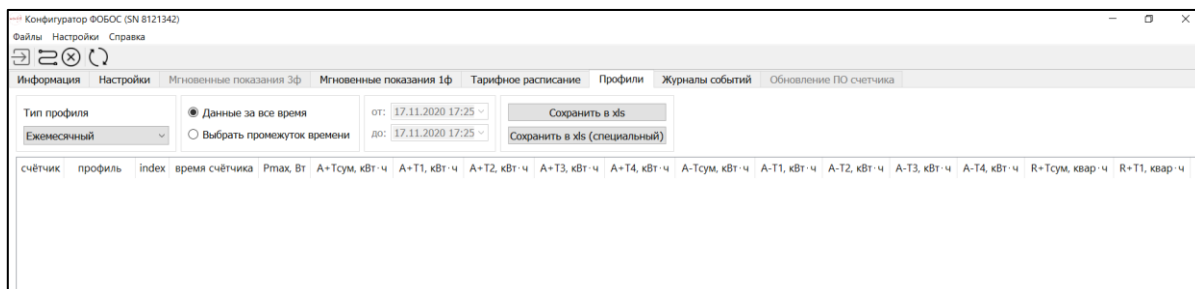 Конфигуратор ФОБОС (SN 8121342)
Файлы Настройки Справка
Информация Настройки Мгновенные показания 3ф Мгновенные показания 1ф Тарифное расписание Профили Журналы событий Обновление ПО счетчика
Тип профиля
Ежемесячный
Данные за все время
Выбрать промежуток времени
от: 17.11.2020 17:25
до: 17.11.2020 17:25
Сохранить в xls
Сохранить в xls (специальный)
счётчик профиль index время счётчика Pmax, Вт A+Tсум, кВт·ч A+T1, кВт·ч A+T2, кВт·ч A+T3, кВт·ч A+T4, кВт·ч A-Tсум, кВт·ч A-T1, кВт·ч A-T2, кВт·ч A-T3, кВт·ч A-T4, кВт·ч R+Tсум, квар·ч R+T1, квар·ч